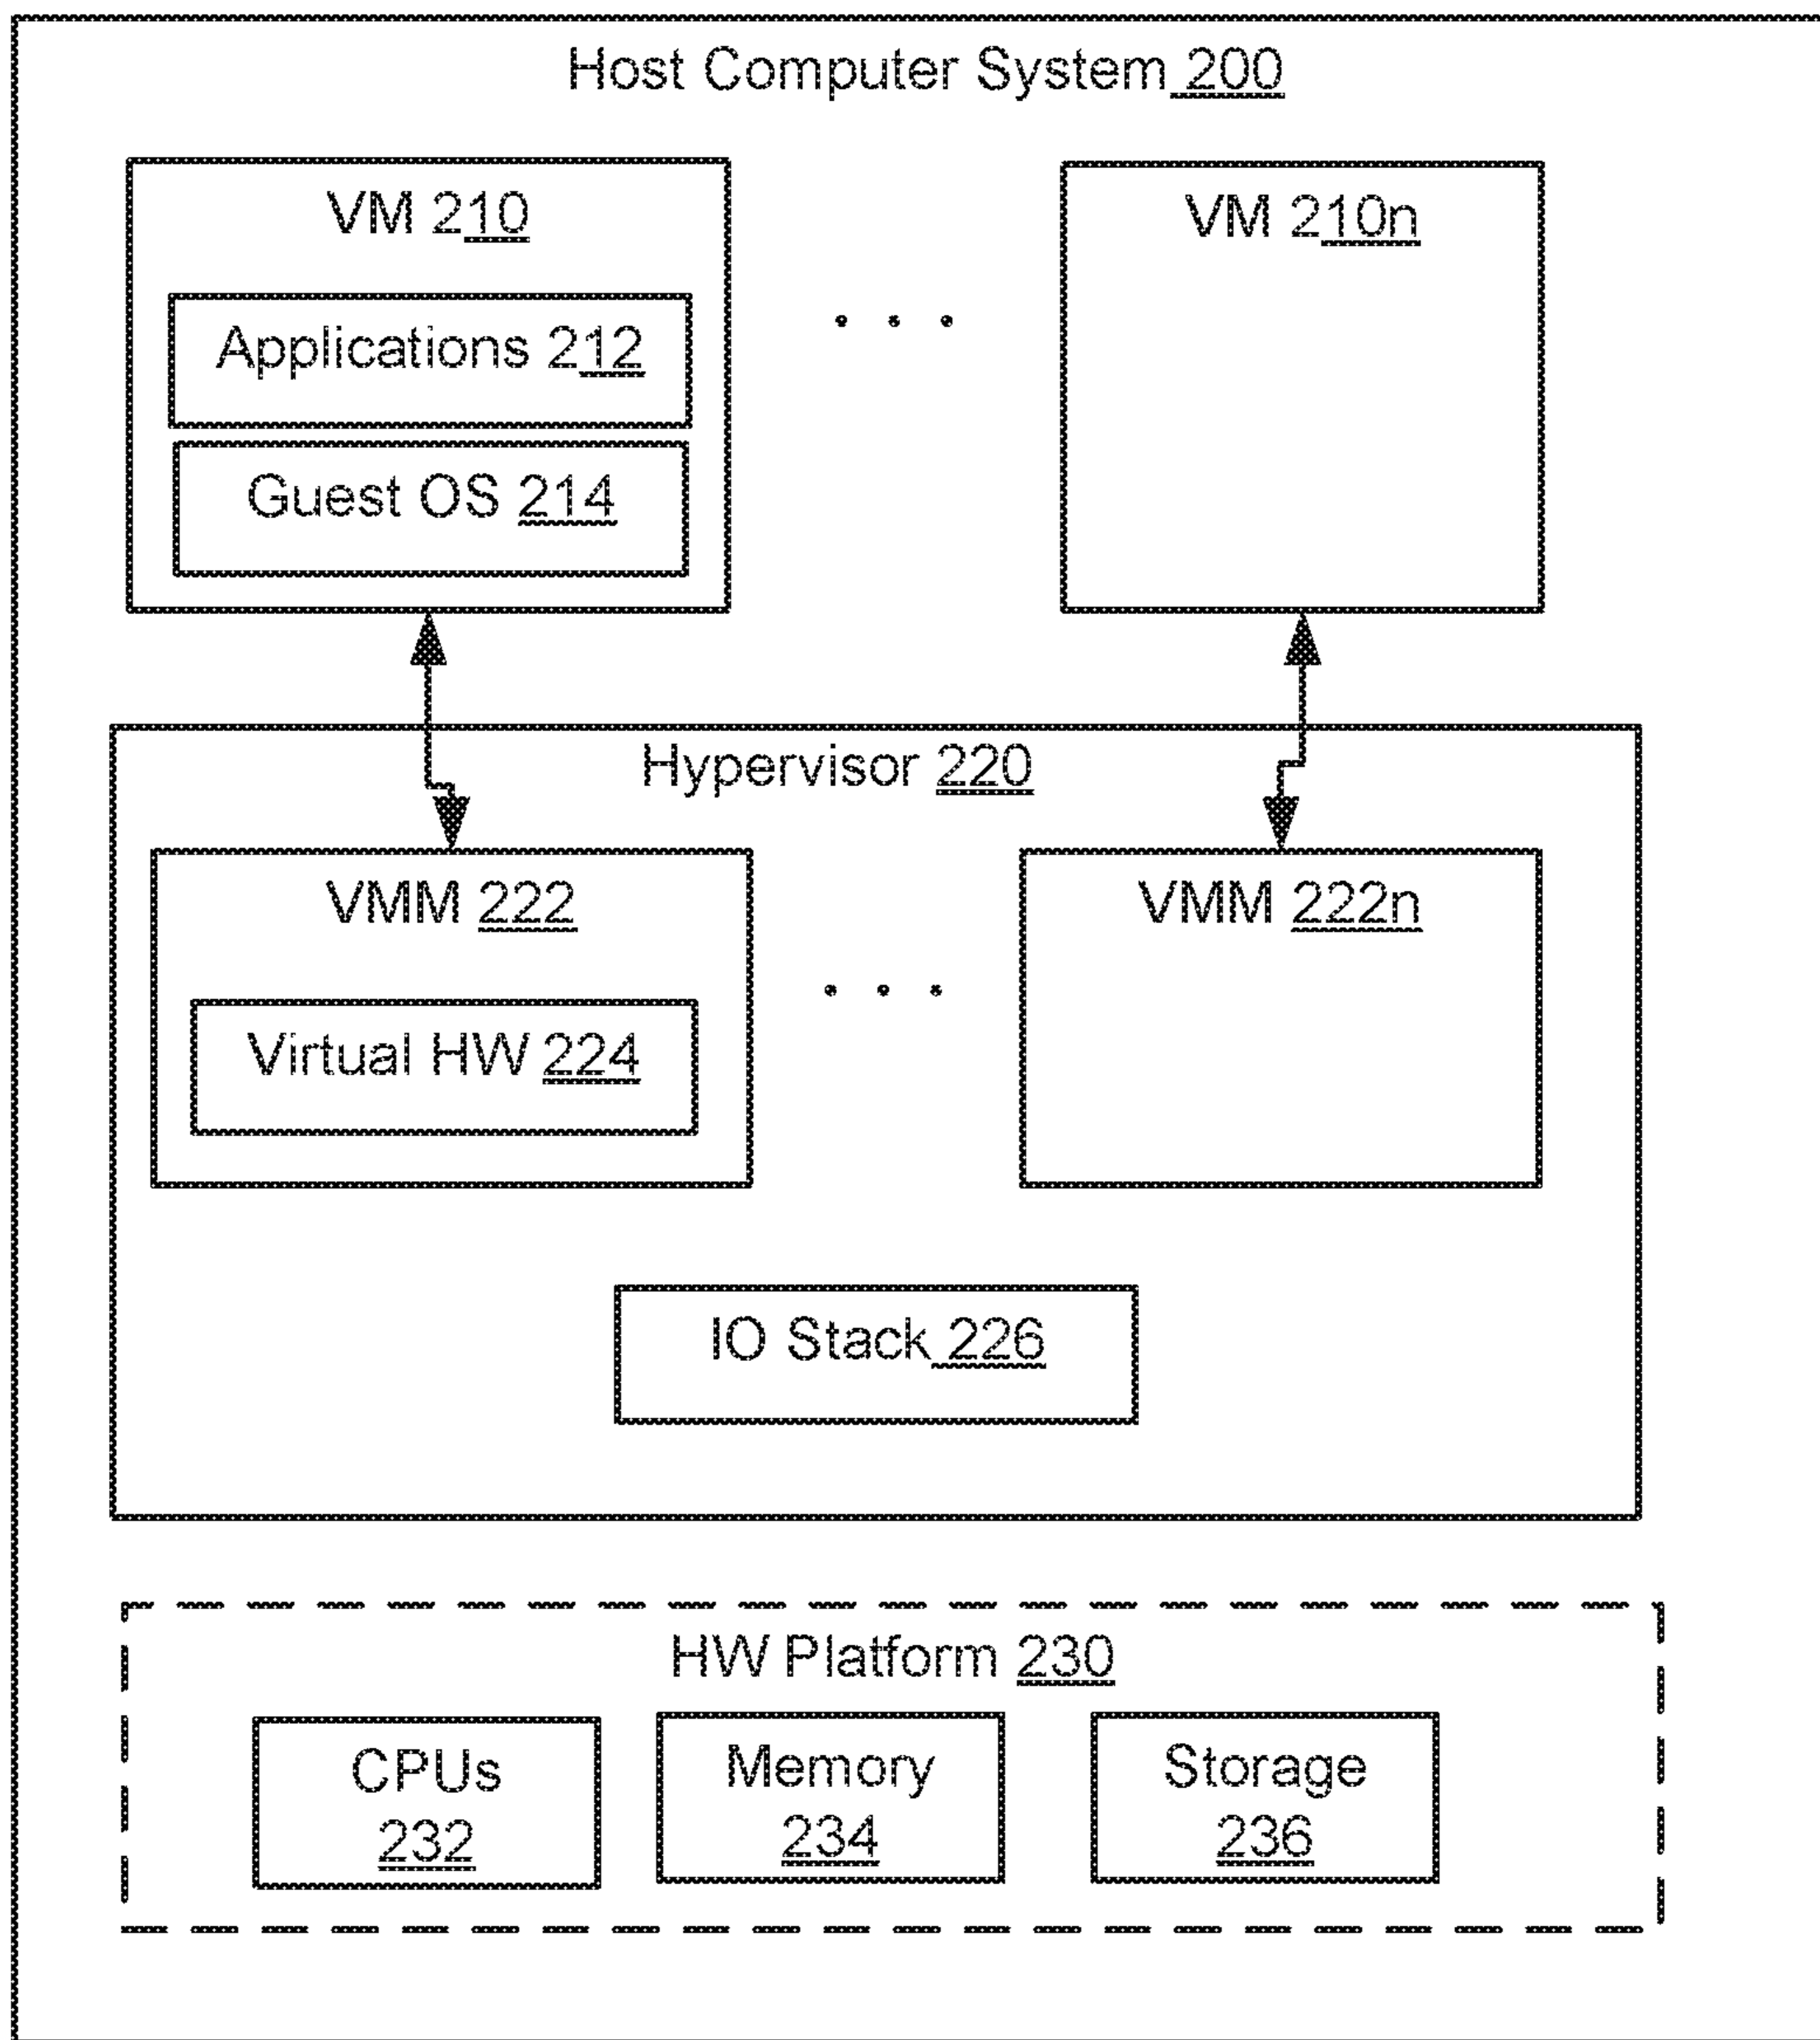 Host Computer System 200
VM 210
VM 210n
Applications 212
. . .
Guest OS 214
Hypervisor 220
VMM 222
VMM 222n
. . .
Virtual HW 224
IO Stack 226
HW Platform 230
CPUs
232
Memory
234
Storage
236